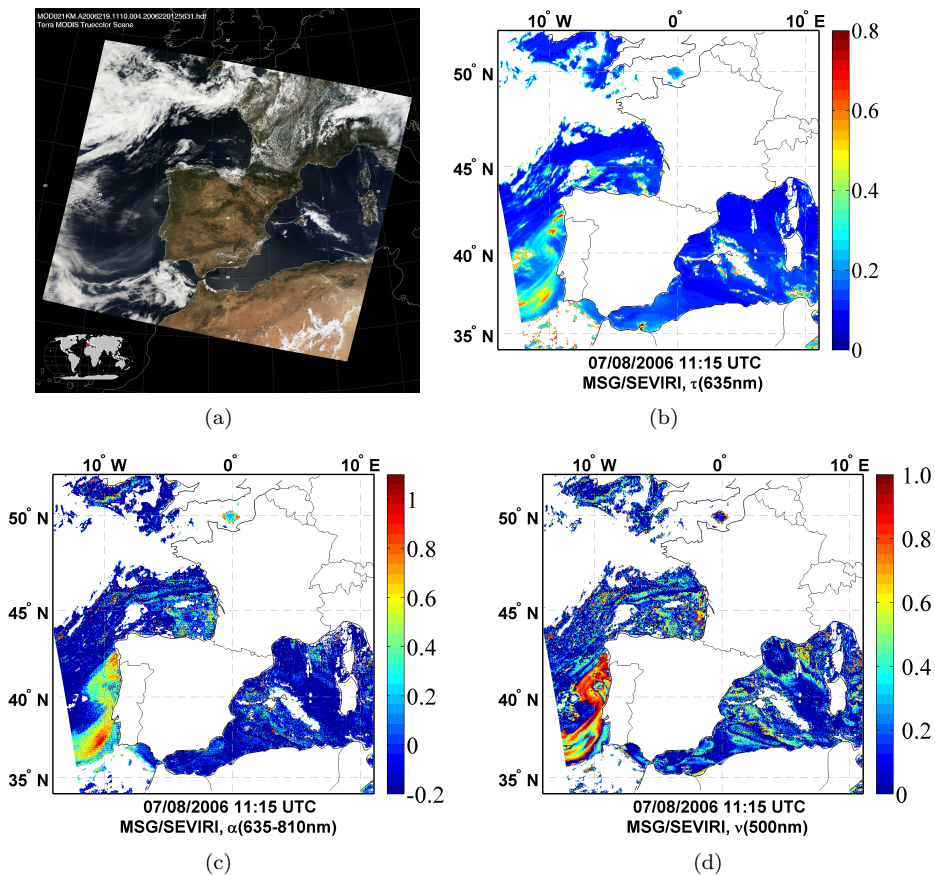 MOD021KM.A2006219.1110.004.2006220125631.hdf
Terra MODIS Truecolor Scene
(a)
10° W 0° 10° E
50° N
45° N
40° N
35° N
0.8
0.6
0.4
0.2
0
07/08/2006 11:15 UTC
MSG/SEVIRI, τ(635nm)
(b)
10° W 0° 10° E
50° N
45° N
40° N
35° N
1
0.8
0.6
0.4
0.2
0
-0.2
07/08/2006 11:15 UTC
MSG/SEVIRI, α(635-810nm)
(c)
10° W 0° 10° E
50° N
45° N
40° N
35° N
1.0
0.8
0.6
0.4
0.2
0
07/08/2006 11:15 UTC
MSG/SEVIRI, ν(500nm)
(d)